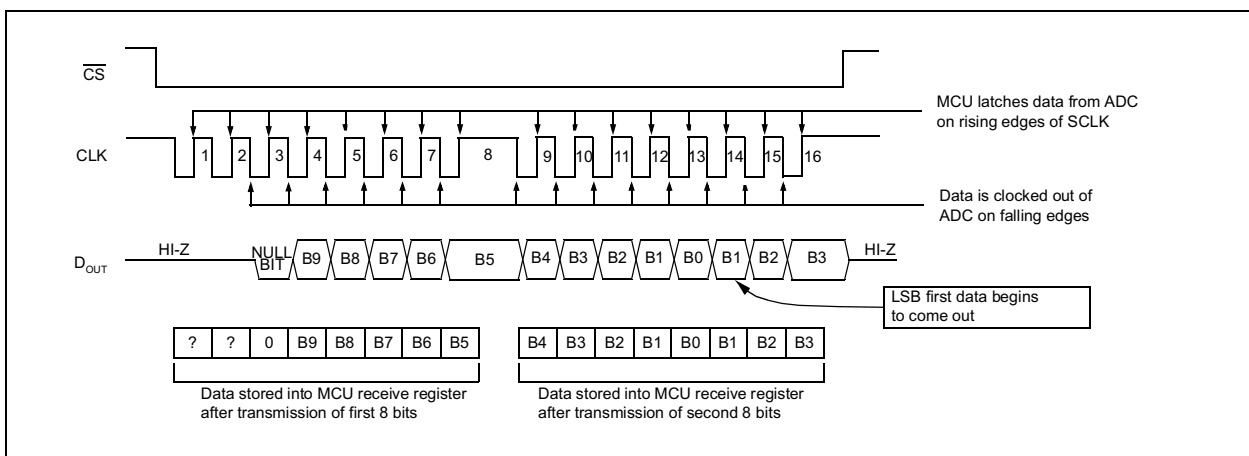 CS
MCU latches data from ADC
on rising edges of SCLK
CLK
1 2 3 4 5 6 7 8 9 10 11 12 13 14 15 16
Data is clocked out of
ADC on falling edges
HI-Z
NULL
BIT
B9 B8 B7 B6 B5 B4 B3 B2 B1 B0 B1 B2 B3
HI-Z
DOUT
LSB first data begins
to come out
? ? 0 B9 B8 B7 B6 B5
B4 B3 B2 B1 B0 B1 B2 B3
Data stored into MCU receive register
after transmission of first 8 bits
Data stored into MCU receive register
after transmission of second 8 bits